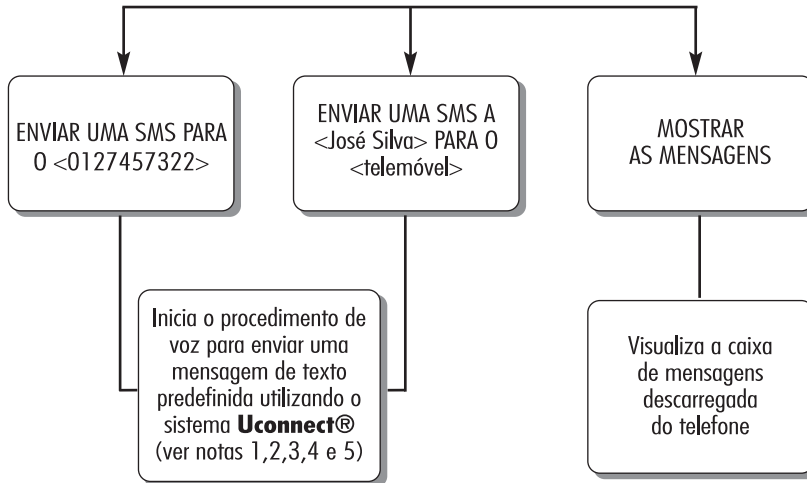 ENVIAR UMA SMS PARA
O <0127457322>
ENVIAR UMA SMS A
<José Silva> PARA O
<telemóvel>
MOSTRAR
AS MENSAGENS
Inicia o procedimento de
voz para enviar uma
mensagem de texto
predefinida utilizando o
sistema Uconnect®
(ver notas 1,2,3,4 e 5)
Visualiza a caixa
de mensagens
descarregada
do telefone